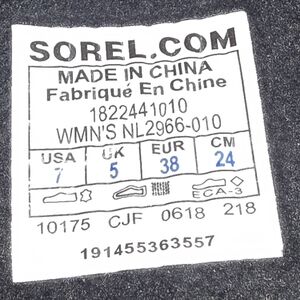 SOREL.COM
MADE IN CHINA
Fabriqué En Chine
1822441010
WMN'S NL2966-010
USA UK EUR CM
7 5 38 24
ECA-3
10175 CJF 0618 218
191455363557